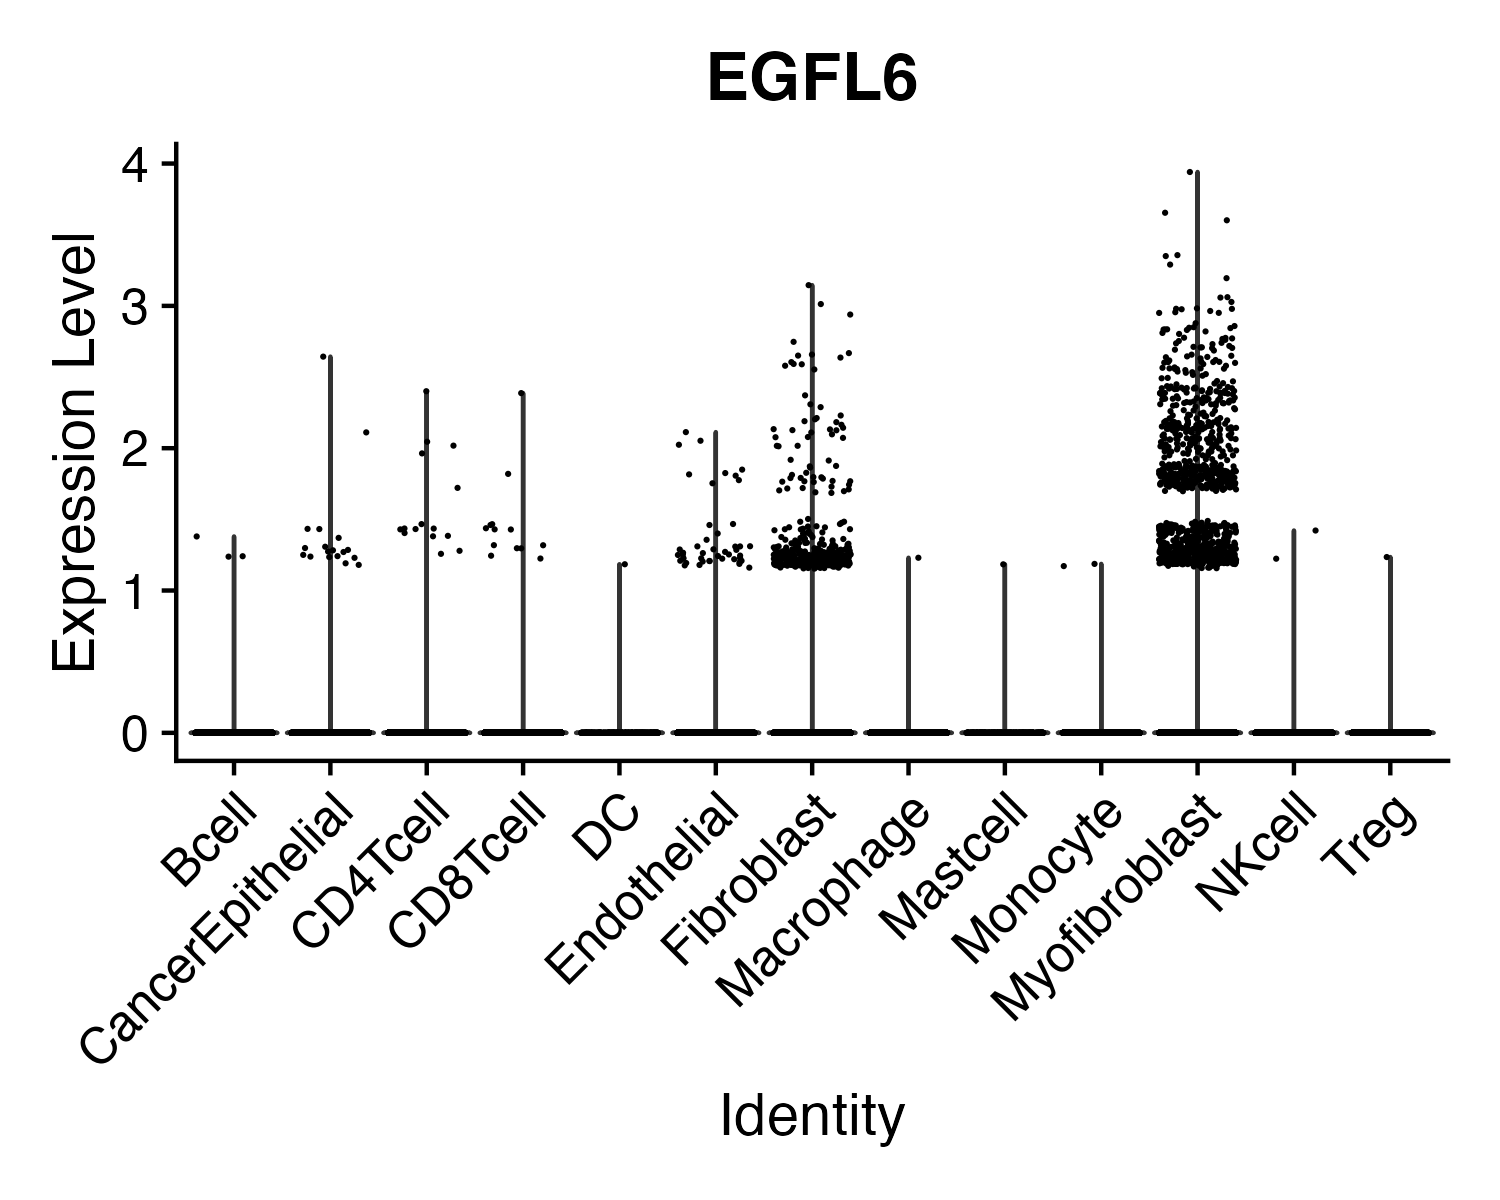 EGFL6
Expression Level
4
3
2
1
0
Bcell
CancerEpithelial
CD4Tcell
CD8Tcell
DC
Endothelial
Fibroblast
Macrophage
Mastcell
Monocyte
Myofibroblast
NKcell
Treg
Identity